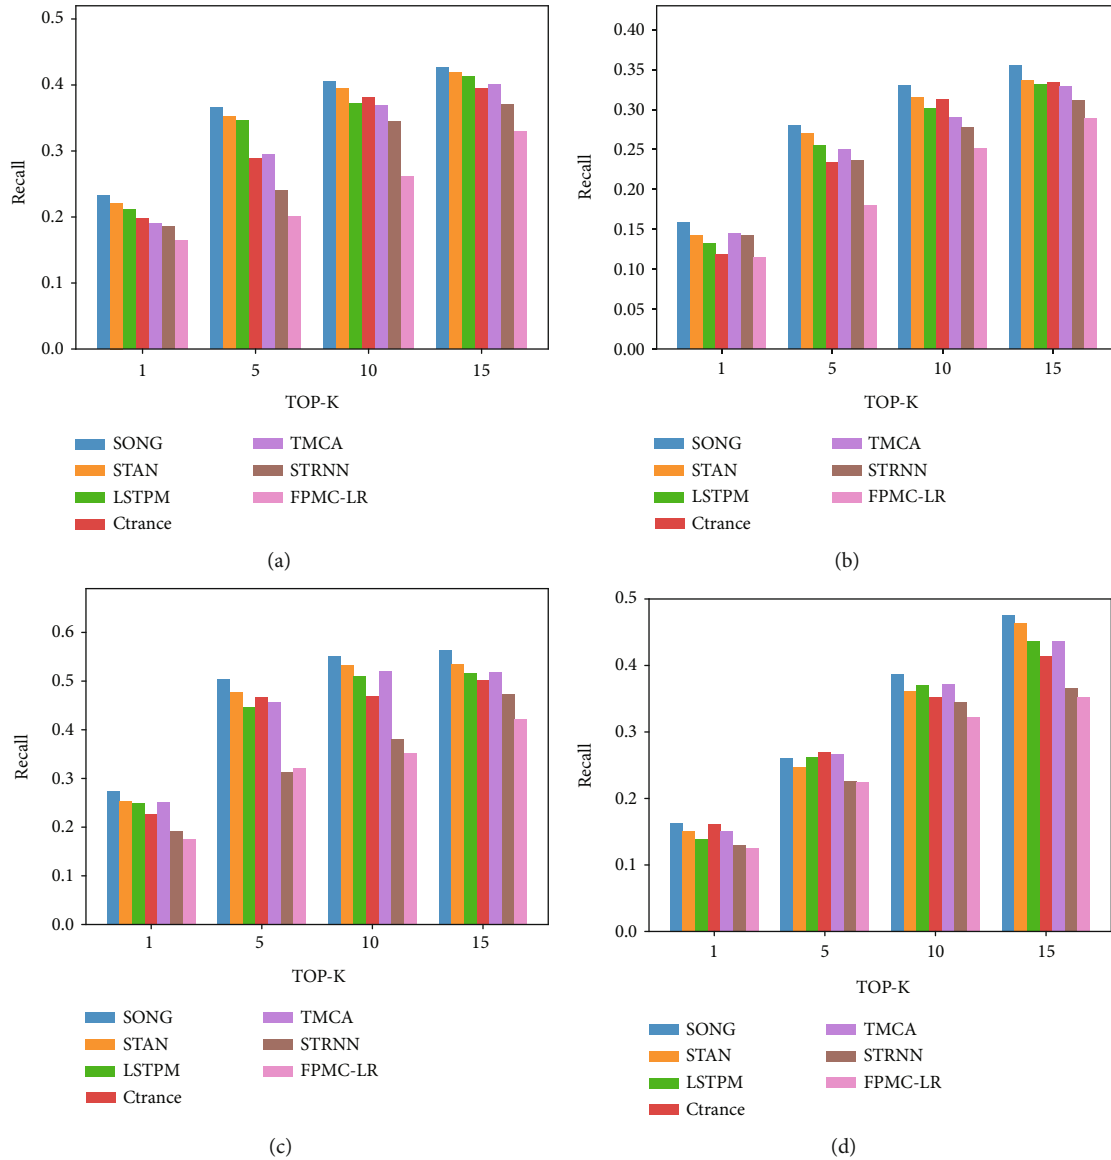 0.5
0.4
0.3
0.2
0.1
0.0
Recall
1 5 10 15
TOP-K
SONG TMCA
STAN STRNN
LSTPM FPMC-LR
Ctrance
(a)
0.40
0.35
0.30
0.25
0.20
0.15
0.10
0.05
0.00
Recall
1 5 10 15
TOP-K
SONG TMCA
STAN STRNN
LSTPM FPMC-LR
Ctrance
(b)
0.6
0.5
0.4
0.3
0.2
0.1
0.0
Recall
1 5 10 15
TOP-K
SONG TMCA
STAN STRNN
LSTPM FPMC-LR
Ctrance
(c)
0.5
0.4
0.3
0.2
0.1
0.0
Recall
1 5 10 15
TOP-K
SONG TMCA
STAN STRNN
LSTPM FPMC-LR
Ctrance
(d)